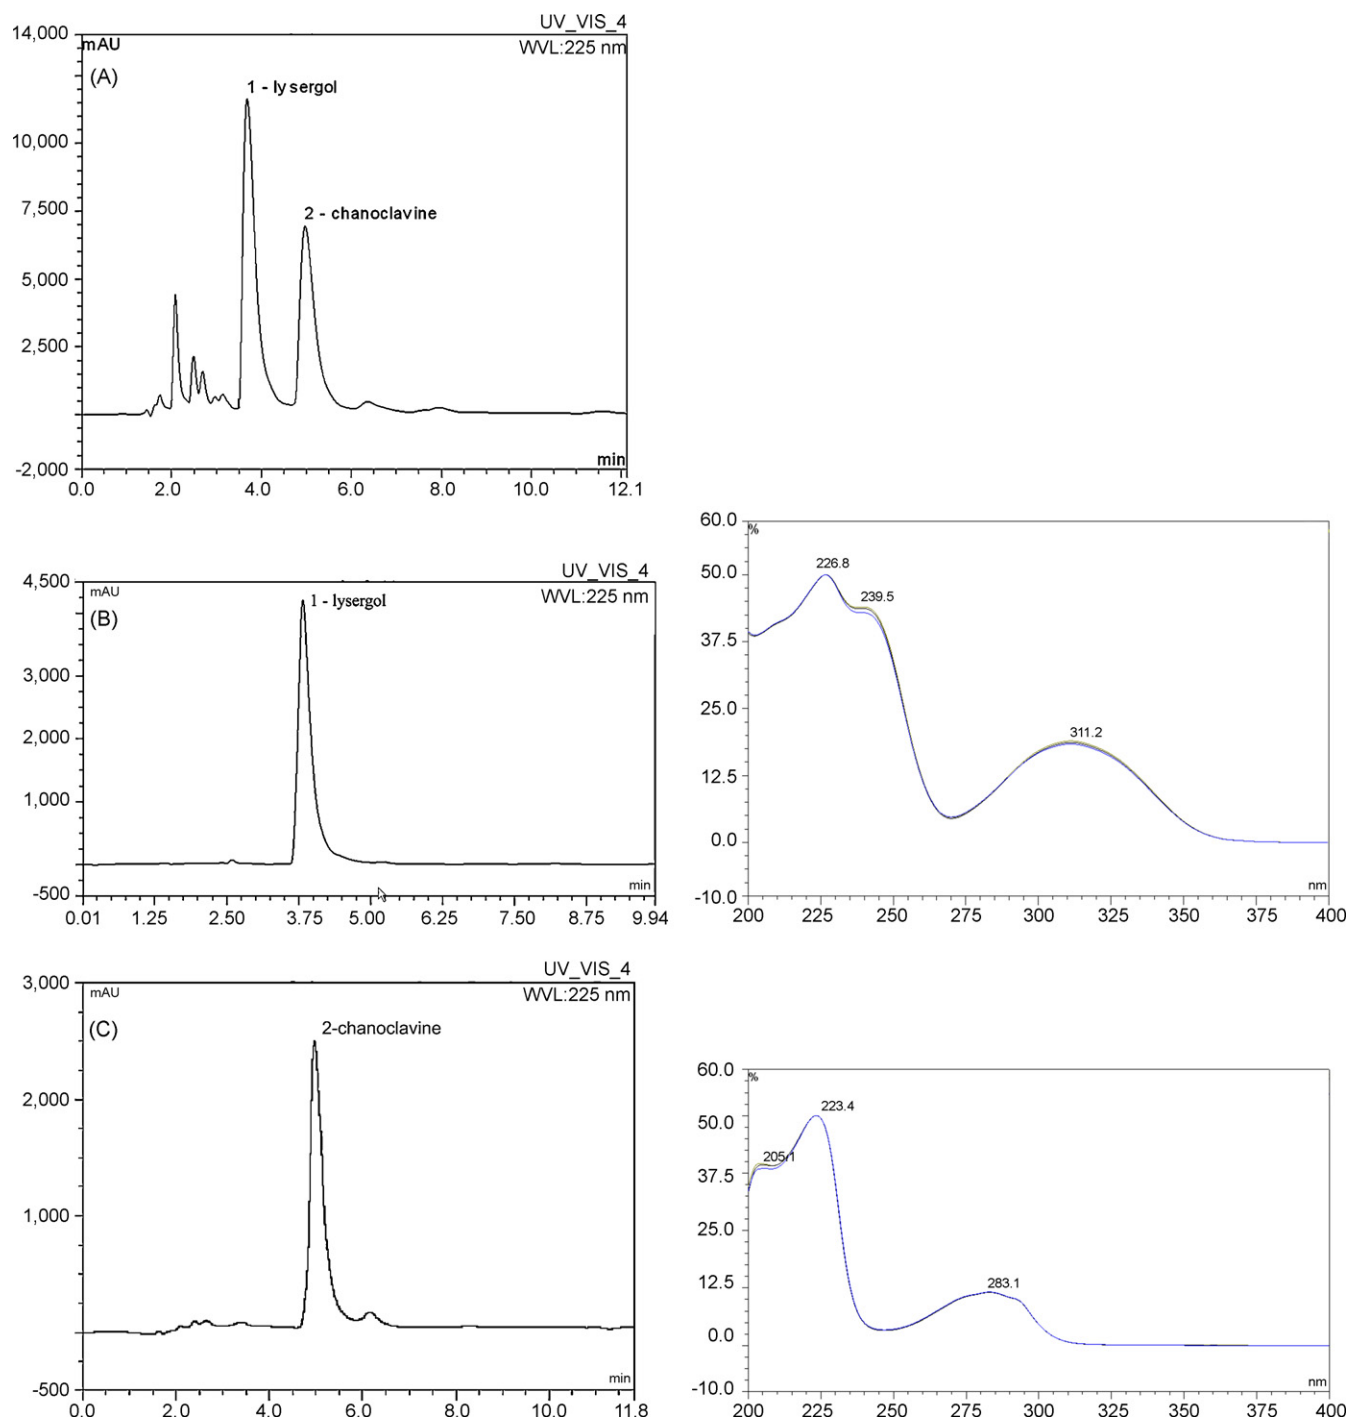 UV_VIS_4
14,000
mAU
WVL:225 nm
(A)
1 - lysergol
10,000
7,500
2 - chanoclavine
5,000
2,500
-2,000
min
0.0 2.0 4.0 6.0 8.0 10.0 12.1
UV_VIS_4
4,500
mAU
WVL:225 nm
(B)
1 - lysergol
3,000
2,000
1,000
-500
min
0.01 1.25 2.50 3.75 5.00 6.25 7.50 8.75 9.94
60.0
%
226.8
50.0
239.5
37.5
25.0
311.2
12.5
0.0
-10.0
nm
200 225 250 275 300 325 350 375 400
UV_VIS_4
3,000
mAU
WVL:225 nm
(C)
2-chanoclavine
2,000
1,000
-500
min
0.0 2.0 4.0 6.0 8.0 10.0 11.8
60.0
%
223.4
50.0
205.1
37.5
25.0
12.5
283.1
0.0
-10.0
nm
200 225 250 275 300 325 350 375 400